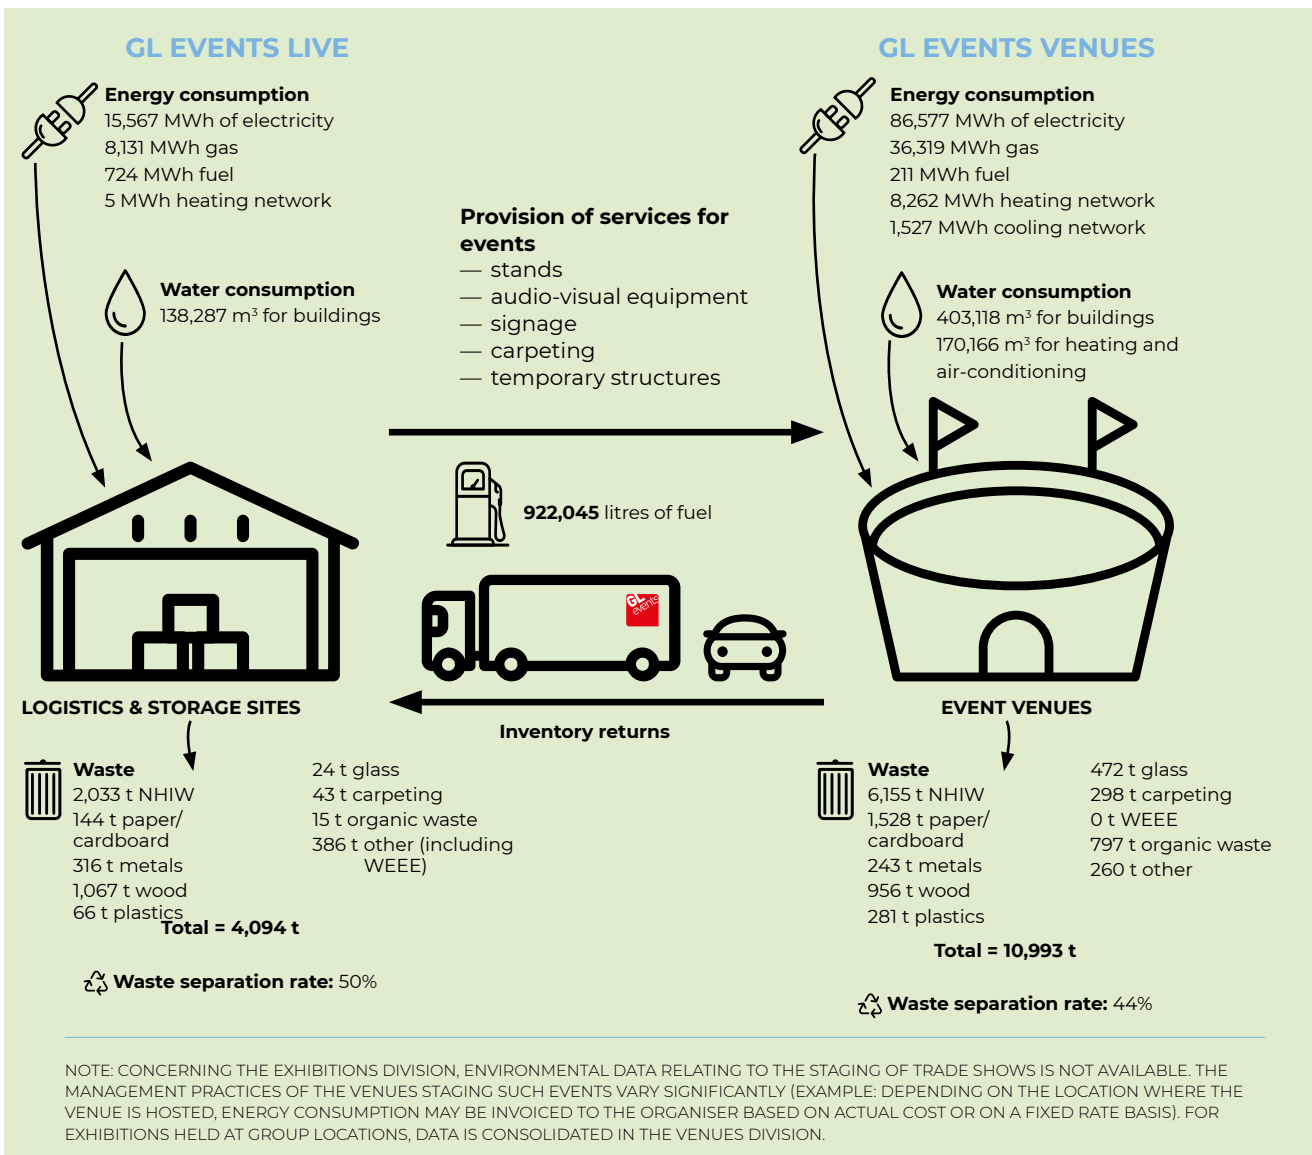 GL EVENTS LIVE
Energy consumption
15,567 MWh of electricity
8,131 MWh gas
724 MWh fuel
5 MWh heating network
Water consumption
138,287 m³ for buildings
Provision of services for
events
— stands
— audio-visual equipment
— signage
— carpeting
— temporary structures
GL EVENTS VENUES
Energy consumption
86,577 MWh of electricity
36,319 MWh gas
211 MWh fuel
8,262 MWh heating network
1,527 MWh cooling network
Water consumption
403,118 m³ for buildings
170,166 m³ for heating and
air-conditioning
922,045 litres of fuel
GL
events
Inventory returns
LOGISTICS & STORAGE SITES
Waste
2,033 t NHIW
144 t paper/
cardboard
316 t metals
1,067 t wood
66 t plastics
24 t glass
43 t carpeting
15 t organic waste
386 t other (including
WEEE)
Total = 4,094 t
Waste separation rate: 50%
EVENT VENUES
Waste
6,155 t NHIW
1,528 t paper/
cardboard
243 t metals
956 t wood
281 t plastics
472 t glass
298 t carpeting
0 t WEEE
797 t organic waste
260 t other
Total = 10,993 t
Waste separation rate: 44%
NOTE: CONCERNING THE EXHIBITIONS DIVISION, ENVIRONMENTAL DATA RELATING TO THE STAGING OF TRADE SHOWS IS NOT AVAILABLE. THE
MANAGEMENT PRACTICES OF THE VENUES STAGING SUCH EVENTS VARY SIGNIFICANTLY (EXAMPLE: DEPENDING ON THE LOCATION WHERE THE
VENUE IS HOSTED, ENERGY CONSUMPTION MAY BE INVOICED TO THE ORGANISER BASED ON ACTUAL COST OR ON A FIXED RATE BASIS). FOR
EXHIBITIONS HELD AT GROUP LOCATIONS, DATA IS CONSOLIDATED IN THE VENUES DIVISION.